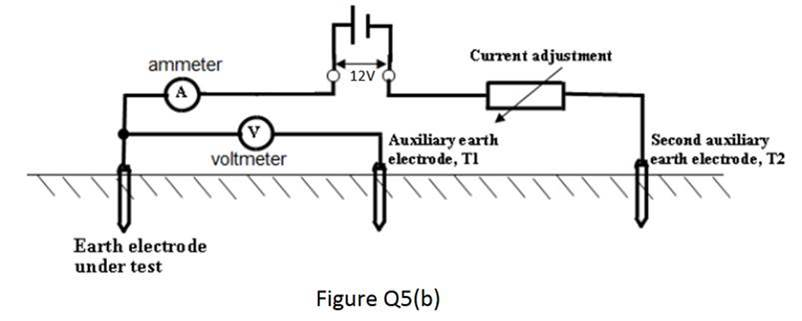 ammeter
A
12V
Current adjustment
V
voltmeter
Auxiliary earth
electrode, T1
Second auxiliary
earth electrode, T2
Earth electrode
under test
Figure Q5(b)